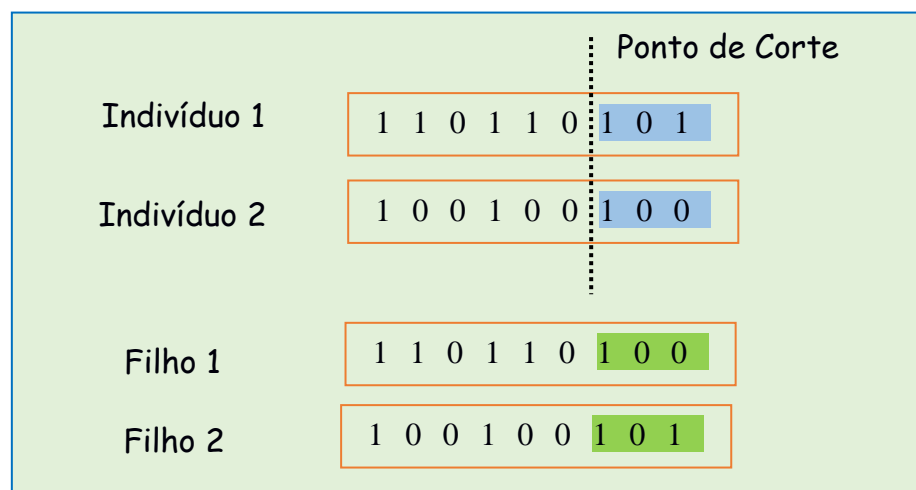 Ponto de Corte
Indivíduo 1 1 1 0 1 1 0 1 0 1
Indivíduo 2 1 0 0 1 0 0 1 0 0
Filho 1 1 1 0 1 1 0 1 0 0
Filho 2 1 0 0 1 0 0 1 0 1